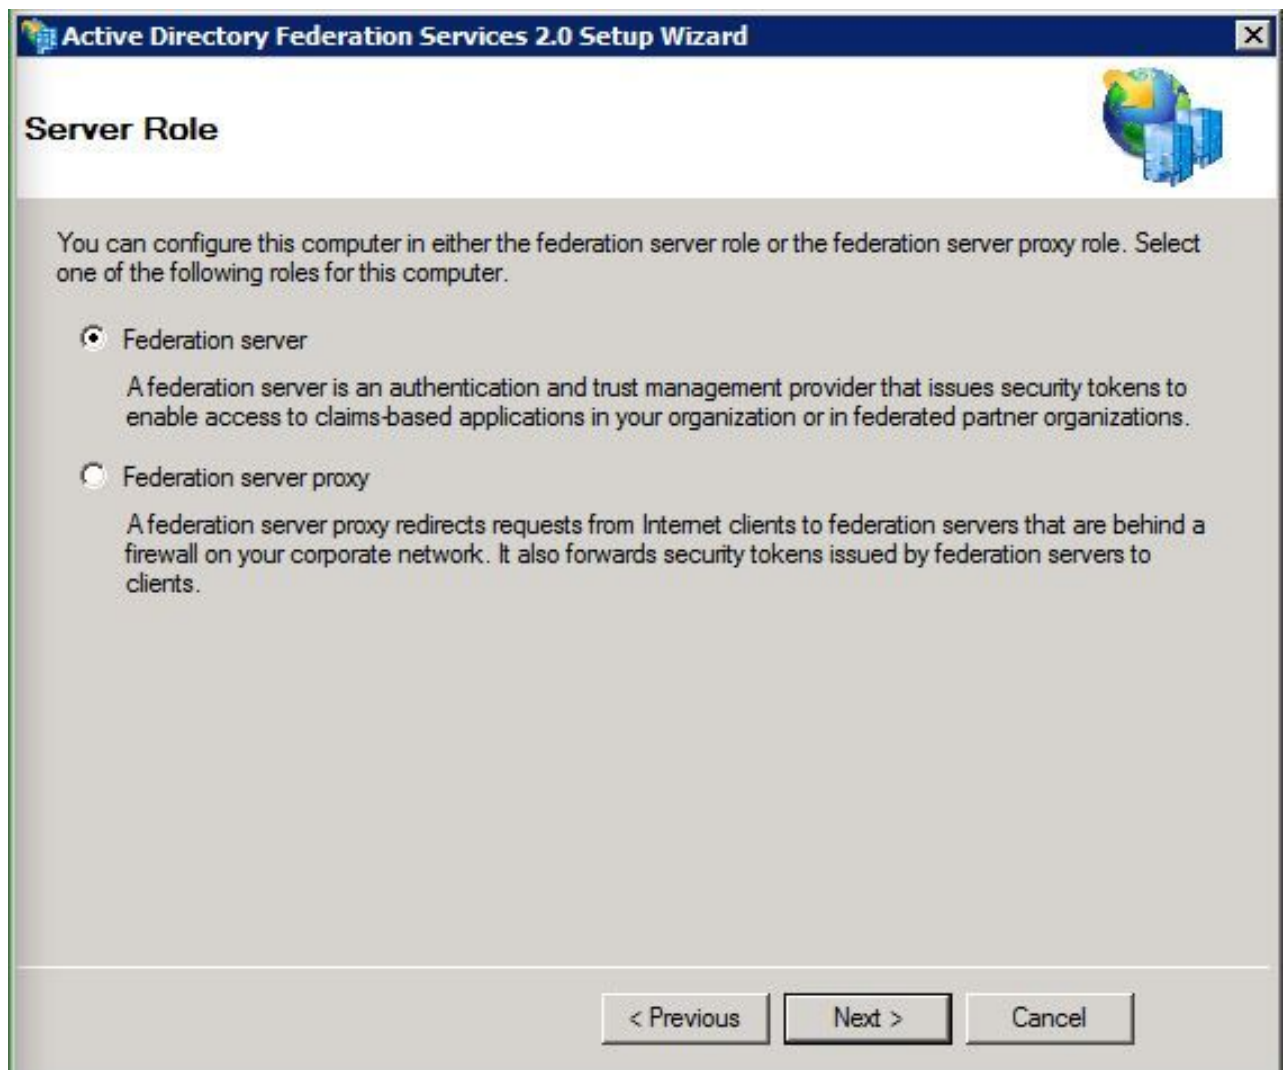 Active Directory Federation Services 2.0 Setup Wizard
Server Role
You can configure this computer in either the federation server role or the federation server proxy role. Select
one of the following roles for this computer.
Federation server
A federation server is an authentication and trust management provider that issues security tokens to
enable access to claims-based applications in your organization or in federated partner organizations.
Federation server proxy
A federation server proxy redirects requests from Internet clients to federation servers that are behind a
firewall on your corporate network. It also forwards security tokens issued by federation servers to
clients.
< Previous Next > Cancel